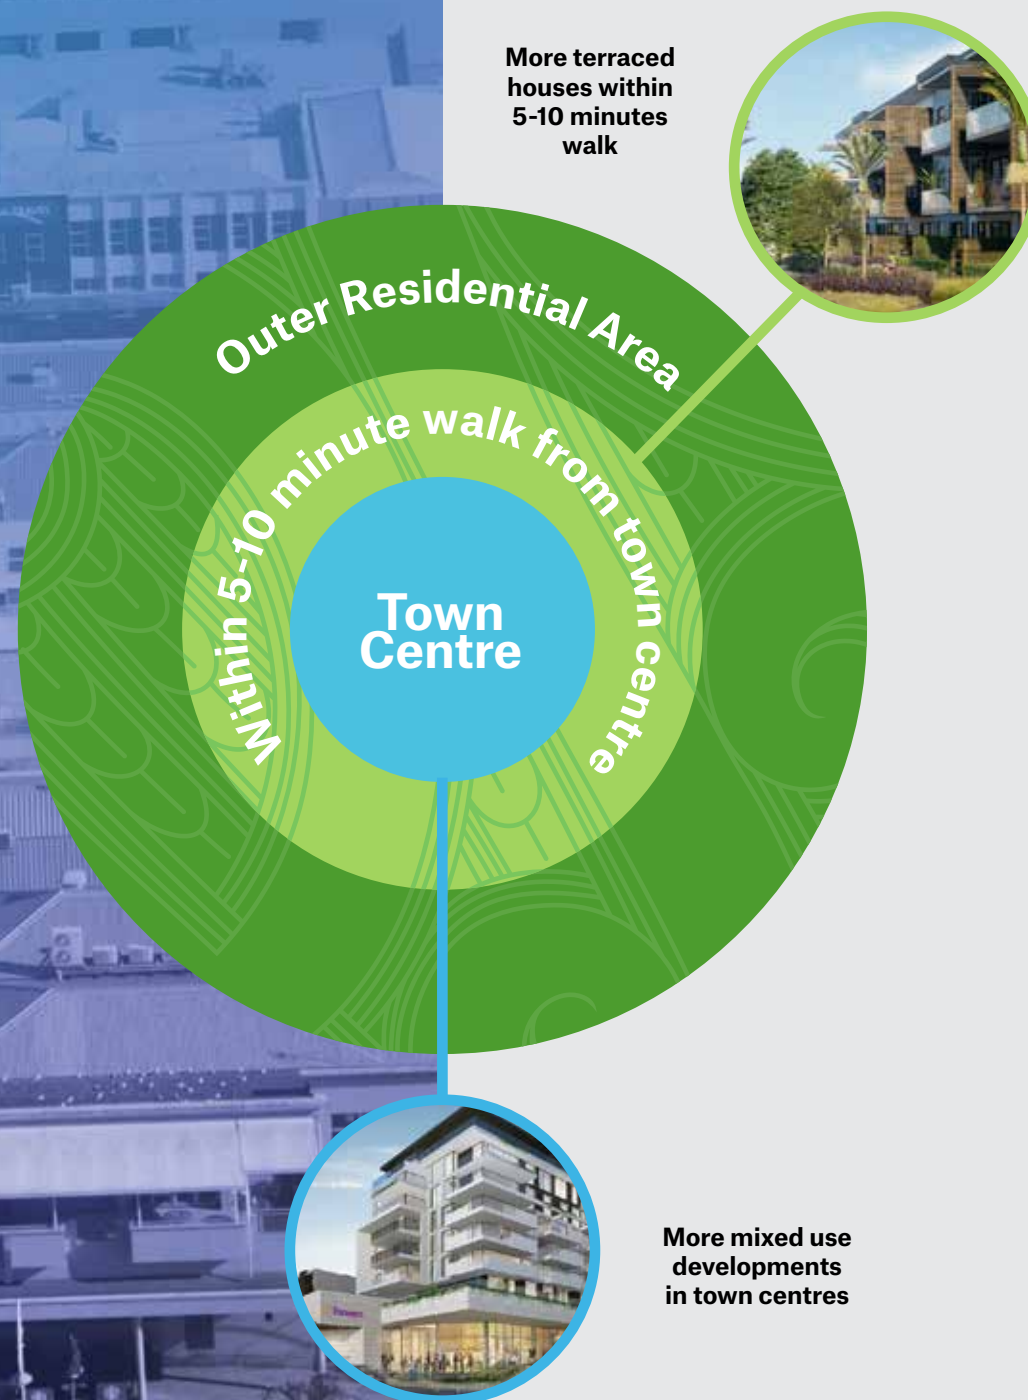 More terraced
houses within
5-10 minutes
walk
Outer Residential Area
Within 5-10 minute walk from town centre
Town
Centre
More mixed use
developments
in town centres